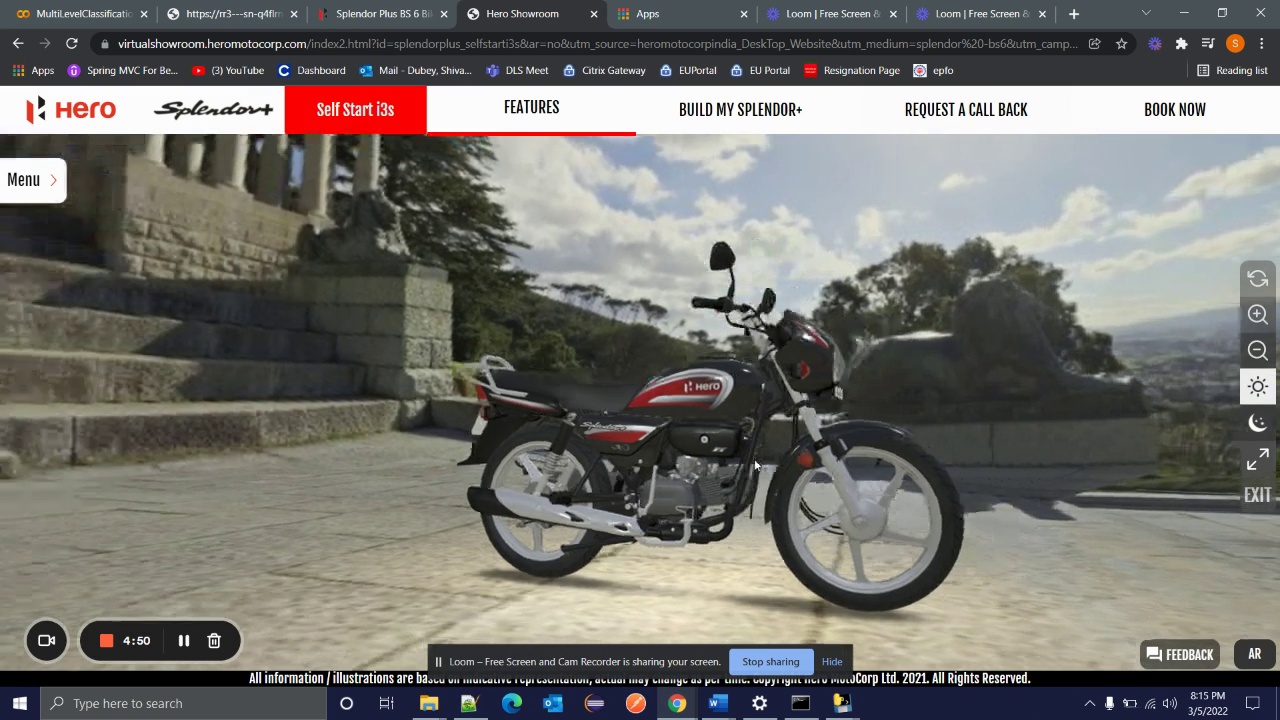 MultiLevelClassificatio
https://rr3---sn-q4flrn
Splendor Plus BS 6 Bi
Hero Showroom
Apps
Loom | Free Screen &
Loom | Free Screen &
virtualshowroom.heromotocorp.com/index2.html?id=splendorplus_selfstarti3s&at=no&utm_source=heromotocorpindia_DeskTop_Website&utm_medium=splendor%20-bs6&utm_camp...
S
Apps
Spring MVC For Be...
(3) YouTube
Dashboard
Mail - Dubey, Shiva...
DLS Meet
Citrix Gateway
EUPortal
EU Portal
Resignation Page
epfo
Reading list
Hero
Splendor+
Self Start i3s
FEATURES
BUILD MY SPLENDOR+
REQUEST A CALL BACK
BOOK NOW
Menu
Hero
Splendor+
EXIT
4:50
FEEDBACK
AR
Loom – Free Screen and Cam Recorder is sharing your screen.
Stop sharing
Hide
All information / illustrations are based on indicative representation, actual may change as per time. Copyright Hero MotoCorp Ltd. 2021. All Rights Reserved.
Type here to search
8:15 PM
3/5/2022